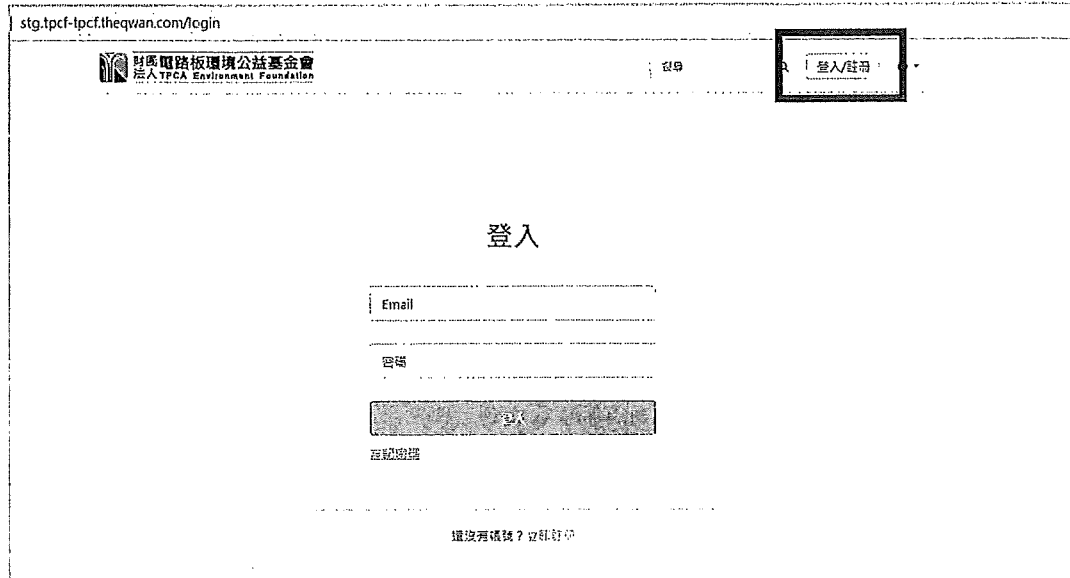 stg.tpcf-tpcf.theqwan.com/login
財團法人 電路板環境公益基金會
TPCA Environment Foundation
搜尋
登入/註冊
登入
Email
密碼
登入
忘記密碼
還沒有帳號？立即註冊